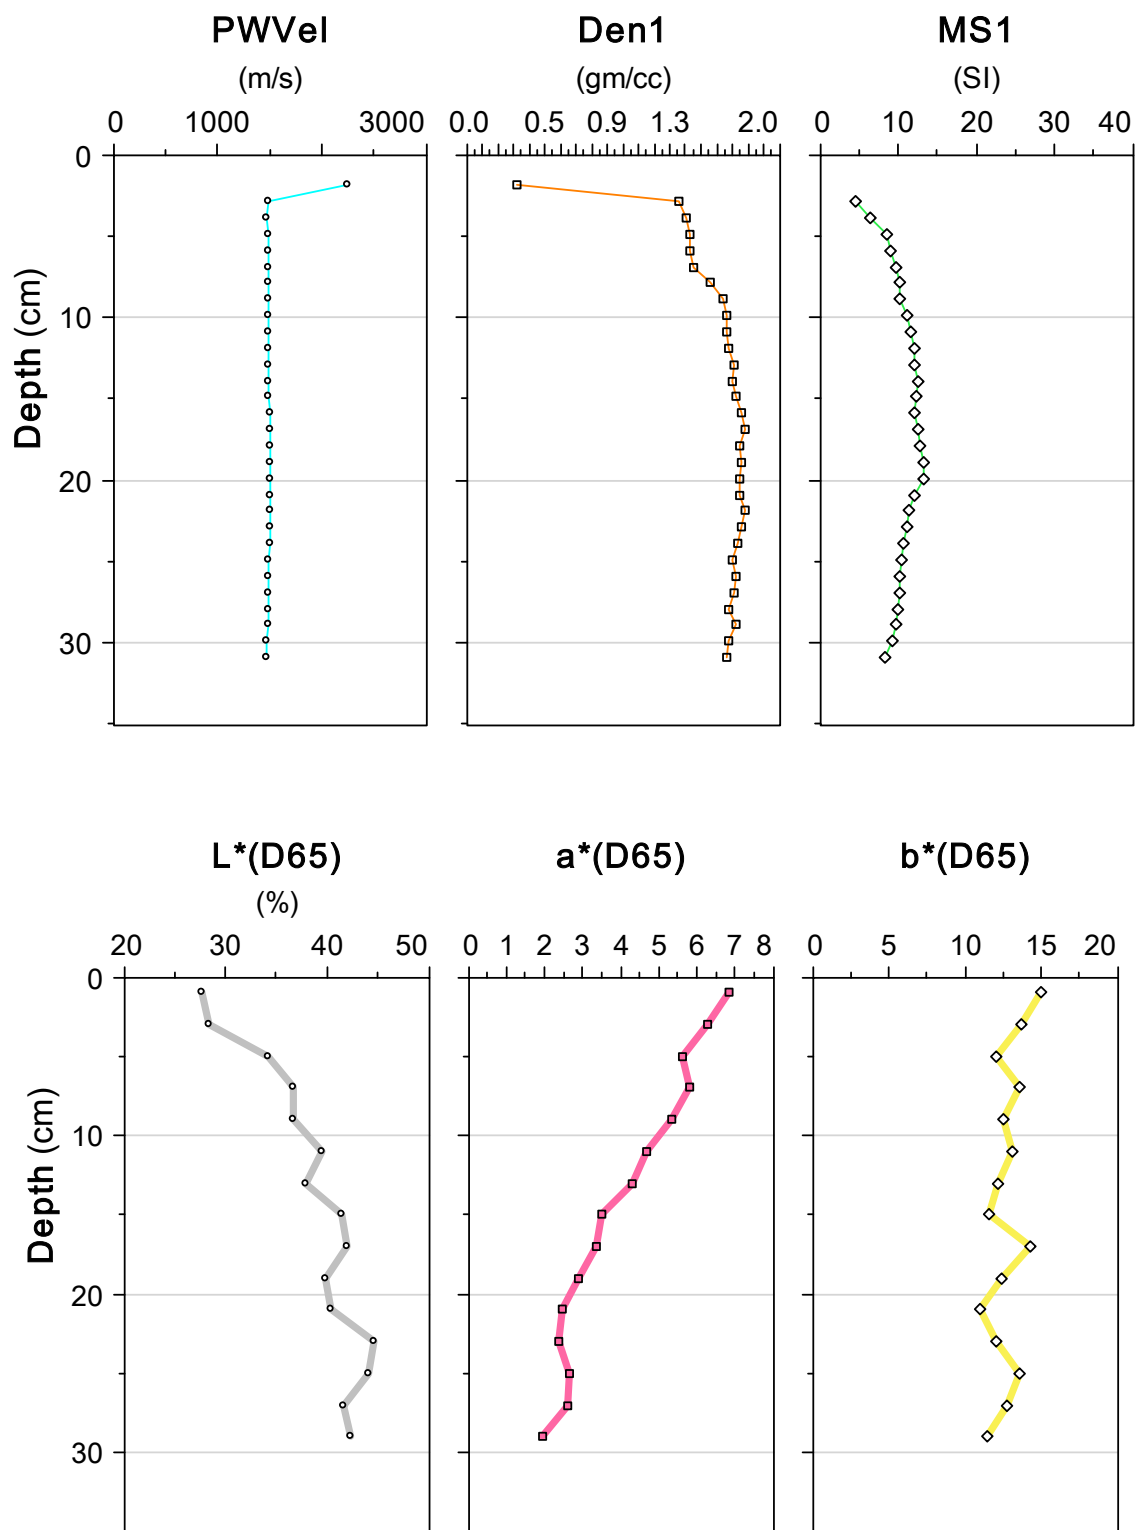 PWVel Den1 MS1
(m/s) (gm/cc) (SI)
0 1000 3000 0.0 0.5 0.9 1.3 2.0 0 10 20 30 40
0
10
20
30
Depth (cm)
L*(D65) a*(D65) b*(D65)
(%)
20 30 40 50 0 1 2 3 4 5 6 7 8 0 5 10 15 20
0
10
20
30
Depth (cm)